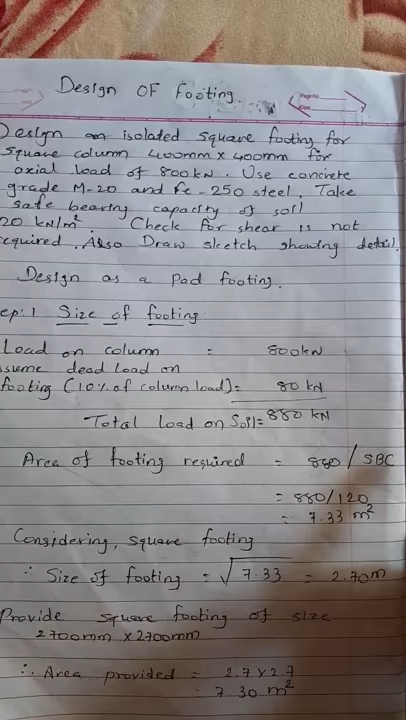 Design OF Footing.
Page No.
Date
Design an isolated square footing for
square column 400mm x 400mm for
axial load of 800kN. Use concrete
grade M-20 and Fe-250 steel, Take
safe bearing capacity of soil
20 kN/m². Check for shear is not
required. Also Draw sketch showing detail.
Design as a pad footing.
ep:1 Size of footing:
Load on column = 800kN
ssume dead load on
footing (10% of column load)= 80 kN
Total load on Soil= 880 kN
Area of footing required = 880/SBC
= 880/120
= 7.33 m²
Considering, square footing
∴ Size of footing = √7.33 = 2.70m
Provide square footing of size
2700mm x 2700mm
∴ Area provided = 2.7 x 2.7
= 7.30 m²